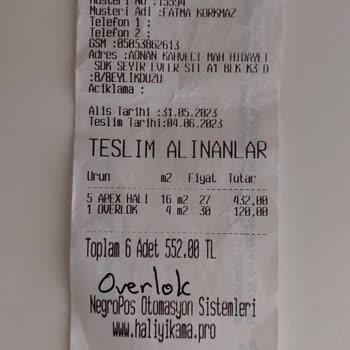 Musteri No :15594
Musteri Adi :FATMA KORKMAZ
Telefon 1 :
Telefon 2 :
GSM :05053862613
Adres :ADNAN KAHVECI MAH HIDAYET
SOK SEYIR EVLER SIT A1 BLK K3 D
:8/BEYLIKDUZU
Aciklama :
Alis Tarihi :31.05.2023
Teslim Tarihi:04.06.2023
TESLIM ALINANLAR
Urun m2 Fiyat Tutar
5 APEX HALI 16 m2 27 432,00
1 OVERLOK 4 m2 30 120,00
Toplam 6 Adet 552.00 TL
Overlok
NegroPos Otomasyon Sistemleri
www.haliyikama.pro